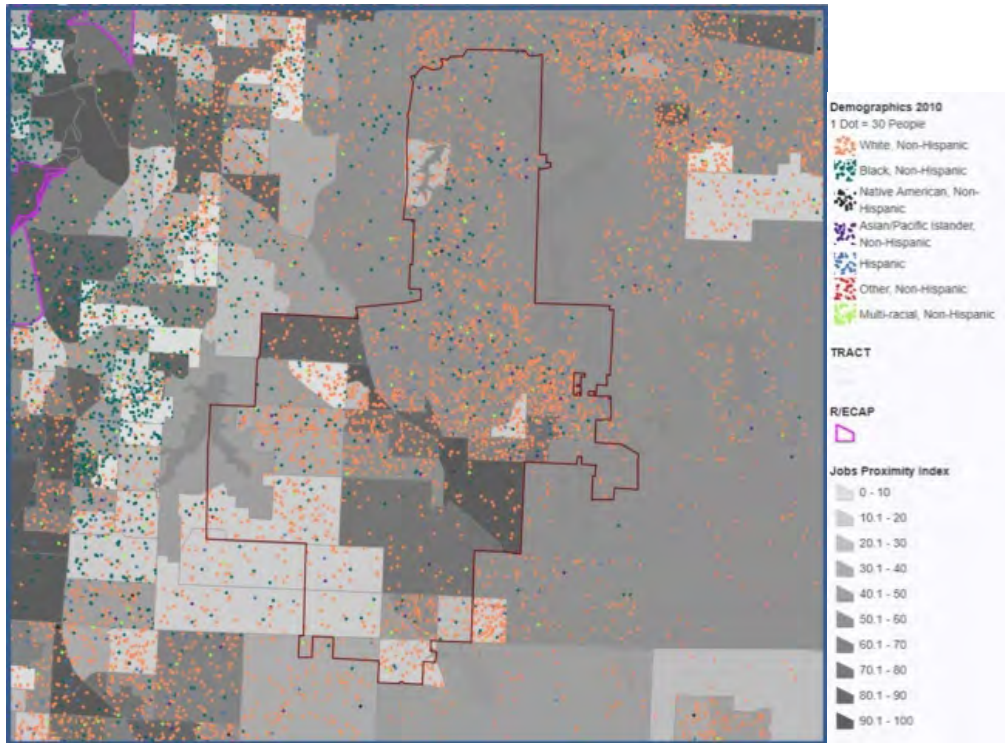 Demographics 2010
1 Dot = 30 People
White, Non-Hispanic
Black, Non-Hispanic
Native American, Non-
Hispanic
Asian/Pacific Islander,
Non-Hispanic
Hispanic
Other, Non-Hispanic
Multi-racial, Non-Hispanic
TRACT
R/ECAP
Jobs Proximity Index
0 - 10
10.1 - 20
20.1 - 30
30.1 - 40
40.1 - 50
50.1 - 60
60.1 - 70
70.1 - 80
80.1 - 90
90.1 - 100